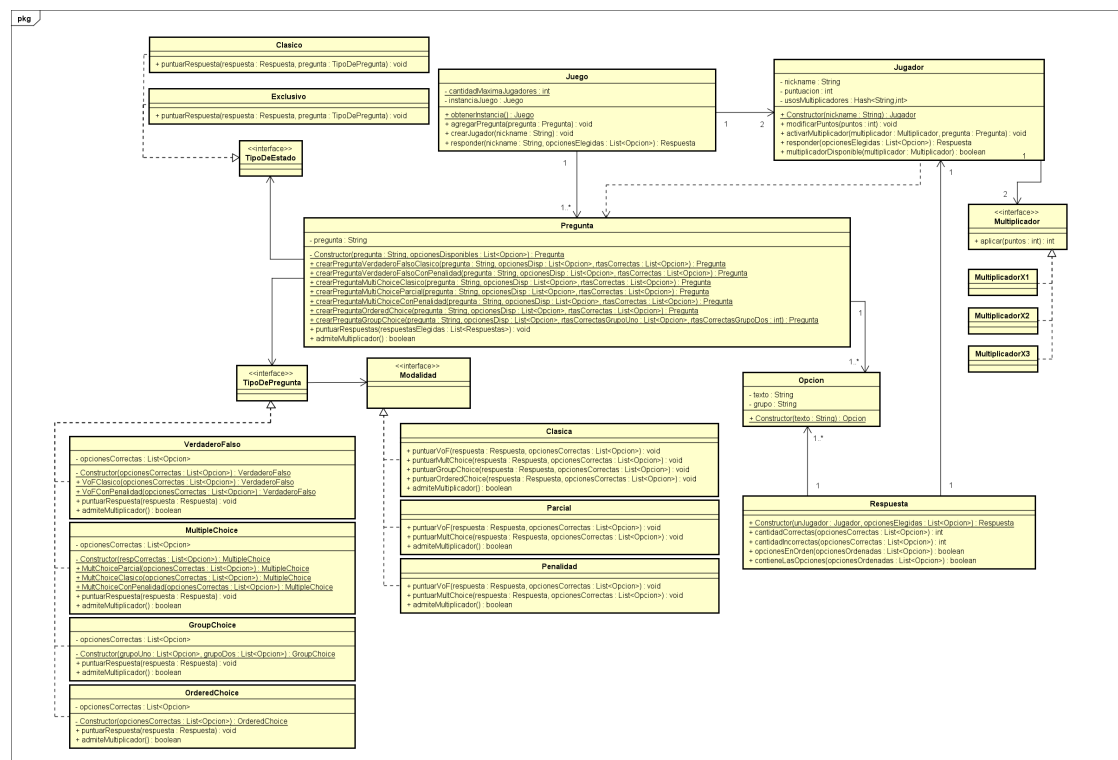 pkg
Clasico
+ puntuarRespuesta(respuesta : Respuesta, pregunta : TipoDePregunta) : void
Exclusivo
+ puntuarRespuesta(respuesta : Respuesta, pregunta : TipoDePregunta) : void
<<interface>>
TipoDeEstado
Juego
- cantidadMaximaJugadores : int
- instanciaJuego : Juego
+ obtenerInstancia() : Juego
+ agregarPregunta(pregunta : Pregunta) : void
+ crearJugador(nickname : String) : void
+ responder(nickname : String, opcionesElegidas : List<Opcion>) : Respuesta
1
2
1
1..*
Jugador
- nickname : String
- puntuacion : int
- usosMultiplicadores : Hash<String,int>
+ Constructor(nickname : String) : Jugador
+ modificarPuntos(puntos : int) : void
+ activarMultiplicador(multiplicador : Multiplicador, pregunta : Pregunta) : void
+ responder(opcionesElegidas : List<Opcion>) : Respuesta
+ multiplicadorDisponible(multiplicador : Multiplicador) : boolean
1
1
2
<<interface>>
Multiplicador
+ aplicar(puntos : int) : int
MultiplicadorX1
MultiplicadorX2
MultiplicadorX3
Pregunta
- pregunta : String
- Constructor(pregunta : String, opcionesDisponibles : List<Opcion>) : Pregunta
+ crearPreguntaVerdaderoFalsoClasico(pregunta : String, opcionesDisp : List<Opcion>, rtasCorrectas : List<Opcion>) : Pregunta
+ crearPreguntaVerdaderoFalsoConPenalidad(pregunta : String, opcionesDisp : List<Opcion>, rtasCorrectas : List<Opcion>) : Pregunta
+ crearPreguntaMultiChoiceClasico(pregunta : String, opcionesDisp : List<Opcion>, rtasCorrectas : List<Opcion>) : Pregunta
+ crearPreguntaMultiChoiceParcial(pregunta : String, opcionesDisp : List<Opcion>, rtasCorrectas : List<Opcion>) : Pregunta
+ crearPreguntaMultiChoiceConPenalidad(pregunta : String, opcionesDisp : List<Opcion>, rtasCorrectas : List<Opcion>) : Pregunta
+ crearPreguntaOrderedChoice(pregunta : String, opcionesDisp : List<Opcion>, rtasCorrectas : List<Opcion>) : Pregunta
+ crearPreguntaGroupChoice(pregunta : String, opcionesDisp : List<Opcion>, rtasCorrectasGrupoUno : List<Opcion>, rtasCorrectasGrupoDos : int) : Pregunta
+ puntuarRespuestas(respuestasElegidas : List<Respuestas>) : void
+ admiteMultiplicador() : boolean
1
1..*
<<interface>>
TipoDePregunta
<<interface>>
Modalidad
Opcion
- texto : String
- grupo : String
+ Constructor(texto : String) : Opcion
1..*
1
1
VerdaderoFalso
- opcionesCorrectas : List<Opcion>
- Constructor(opcionesCorrectas : List<Opcion>) : VerdaderoFalso
+ VoFClasico(opcionesCorrectas : List<Opcion>) : VerdaderoFalso
+ VoFConPenalidad(opcionesCorrectas : List<Opcion>) : VerdaderoFalso
+ puntuarRespuesta(respuesta : Respuesta) : void
+ admiteMultiplicador() : boolean
Clasica
+ puntuarVoF(respuesta : Respuesta, opcionesCorrectas : List<Opcion>) : void
+ puntuarMultChoice(respuesta : Respuesta, opcionesCorrectas : List<Opcion>) : void
+ puntuarGroupChoice(respuesta : Respuesta, opcionesCorrectas : List<Opcion>) : void
+ puntuarOrderedChoice(respuesta : Respuesta, opcionesCorrectas : List<Opcion>) : void
+ admiteMultiplicador() : boolean
Respuesta
+ Constructor(unJugador : Jugador, opcionesElegidas : List<Opcion>) : Respuesta
+ cantidadCorrectas(opcionesCorrectas : List<Opcion>) : int
+ cantidadIncorrectas(opcionesCorrectas : List<Opcion>) : int
+ opcionesEnOrden(opcionesOrdenadas : List<Opcion>) : boolean
+ contieneLasOpciones(opcionesOrdenadas : List<Opcion>) : boolean
MultipleChoice
- opcionesCorrectas : List<Opcion>
- Constructor(respCorrectas : List<Opcion>) : MultipleChoice
+ MultChoiceParcial(opcionesCorrectas : List<Opcion>) : MultipleChoice
+ MultChoiceClasico(opcionesCorrectas : List<Opcion>) : MultipleChoice
+ MultChoiceConPenalidad(opcionesCorrectas : List<Opcion>) : MultipleChoice
+ puntuarRespuesta(respuesta : Respuesta) : void
+ admiteMultiplicador() : boolean
Parcial
+ puntuarVoF(respuesta : Respuesta, opcionesCorrectas : List<Opcion>) : void
+ puntuarMultChoice(respuesta : Respuesta, opcionesCorrectas : List<Opcion>) : void
+ admiteMultiplicador() : boolean
Penalidad
+ puntuarVoF(respuesta : Respuesta, opcionesCorrectas : List<Opcion>) : void
+ puntuarMultChoice(respuesta : Respuesta, opcionesCorrectas : List<Opcion>) : void
+ admiteMultiplicador() : boolean
GroupChoice
- opcionesCorrectas : List<Opcion>
- Constructor(grupoUno : List<Opcion>, grupoDos : List<Opcion>) : GroupChoice
+ puntuarRespuesta(respuesta : Respuesta) : void
+ admiteMultiplicador() : boolean
OrderedChoice
- opcionesCorrectas : List<Opcion>
- Constructor(opcionesCorrectas : List<Opcion>) : OrderedChoice
+ puntuarRespuesta(respuesta : Respuesta) : void
+ admiteMultiplicador() : boolean